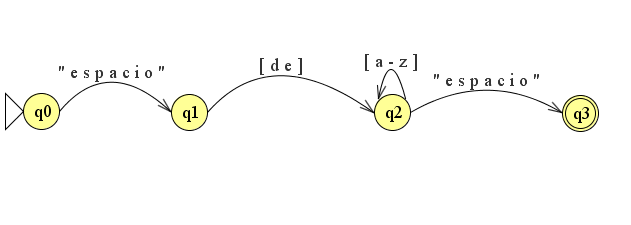 "espacio"
[de]
[a-z]
"espacio"
q0
q1
q2
q3